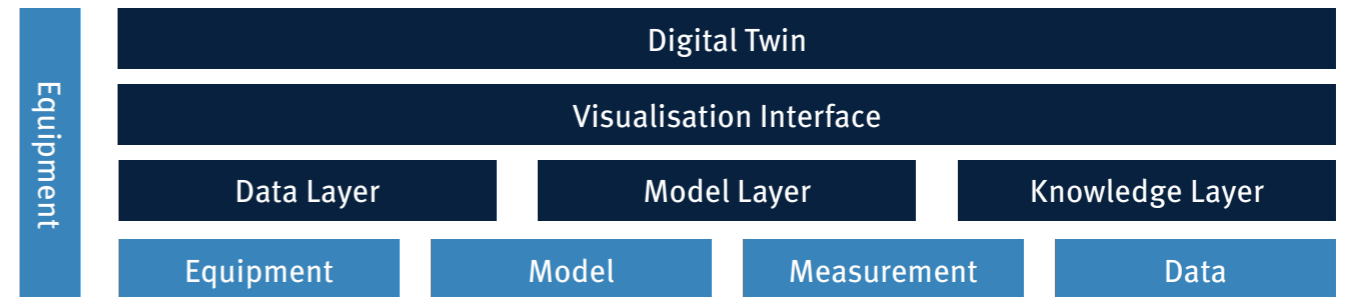 Equipment
Digital Twin
Visualisation Interface
Data Layer
Model Layer
Knowledge Layer
Equipment
Model
Measurement
Data